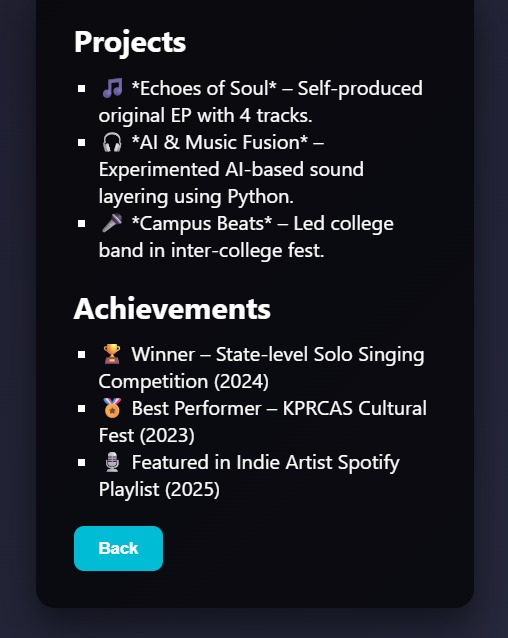 Projects
🎵 *Echoes of Soul* – Self-produced
original EP with 4 tracks.
🎧 *AI & Music Fusion* –
Experimented AI-based sound
layering using Python.
🎤 *Campus Beats* – Led college
band in inter-college fest.
Achievements
🏆 Winner – State-level Solo Singing
Competition (2024)
🏅 Best Performer – KPRCAS Cultural
Fest (2023)
🎙️ Featured in Indie Artist Spotify
Playlist (2025)
Back